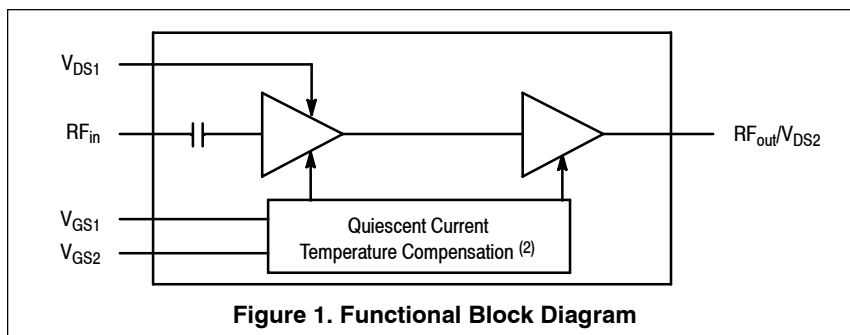 V_DS1
RF_in
RF_out/V_DS2
V_GS1
V_GS2
Quiescent Current
Temperature Compensation (2)
Figure 1. Functional Block Diagram